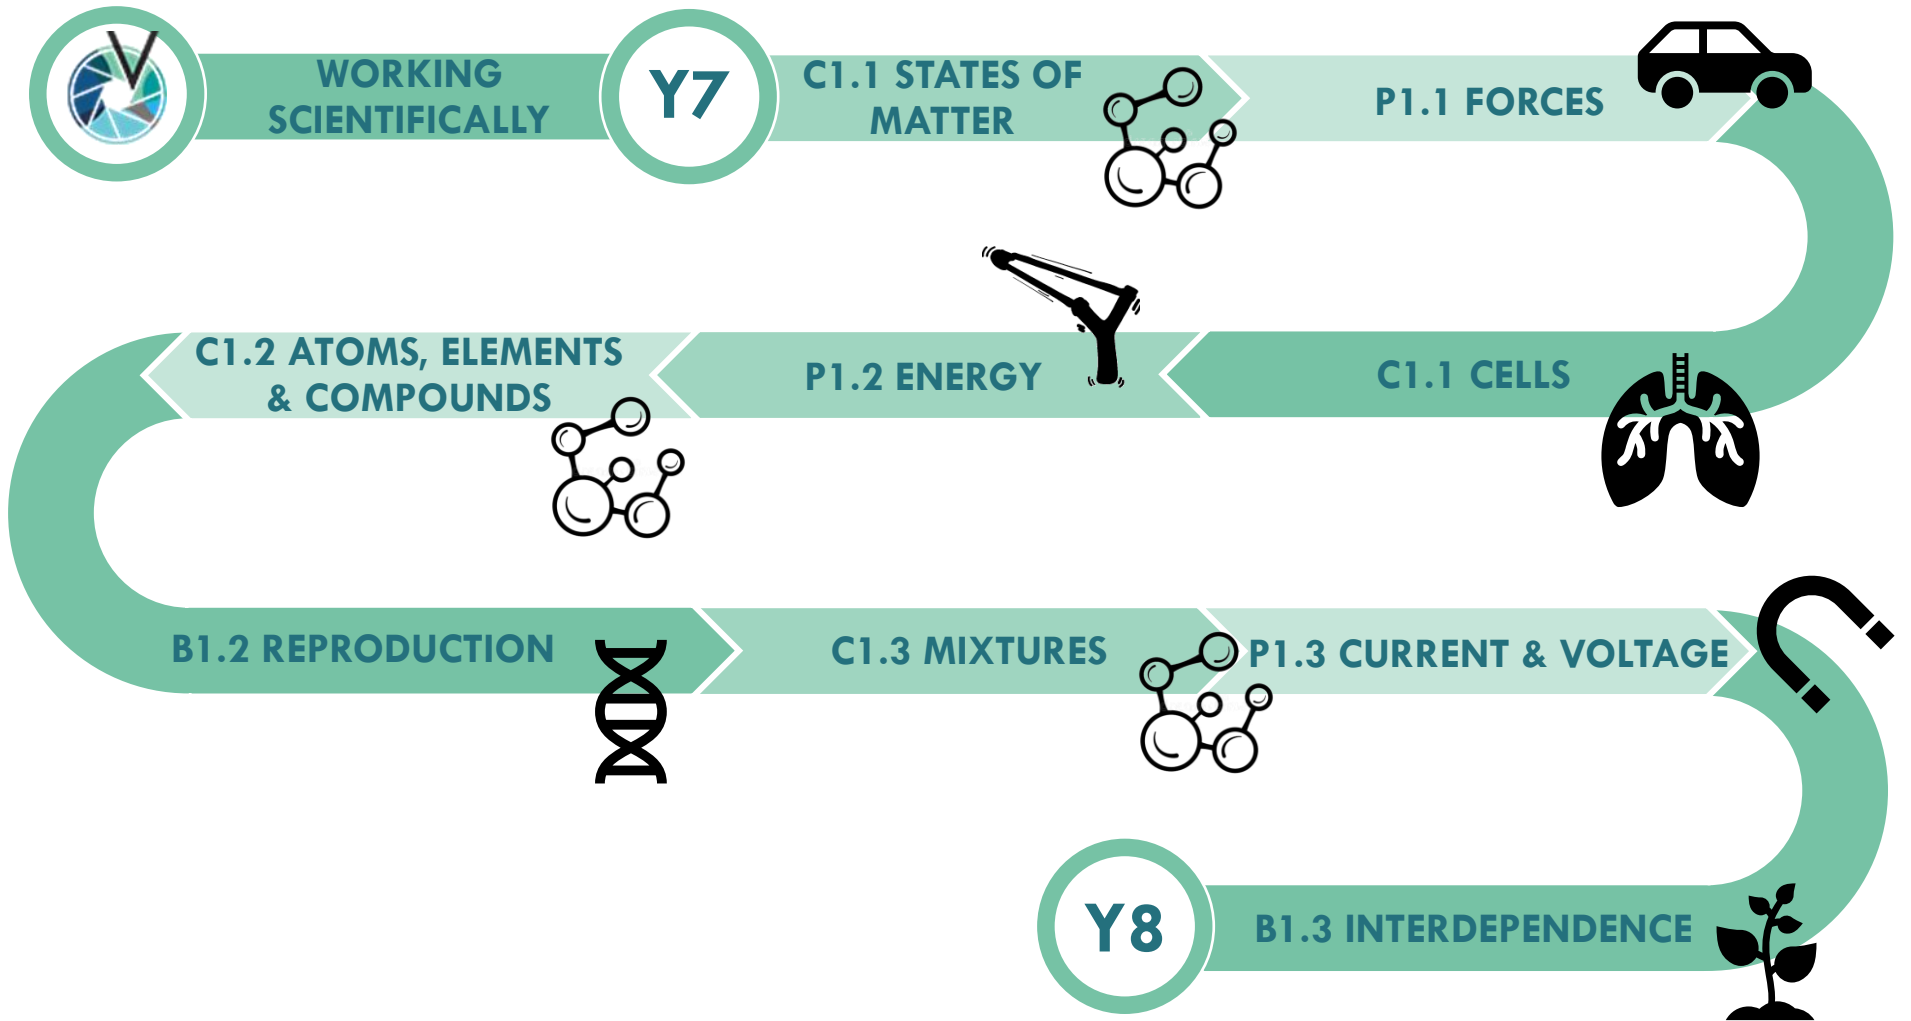 WORKING
SCIENTIFICALLY
Y7
C1.1 STATES OF
MATTER
P1.1 FORCES
C1.1 CELLS
P1.2 ENERGY
C1.2 ATOMS, ELEMENTS
& COMPOUNDS
B1.2 REPRODUCTION
C1.3 MIXTURES
P1.3 CURRENT & VOLTAGE
B1.3 INTERDEPENDENCE
Y8